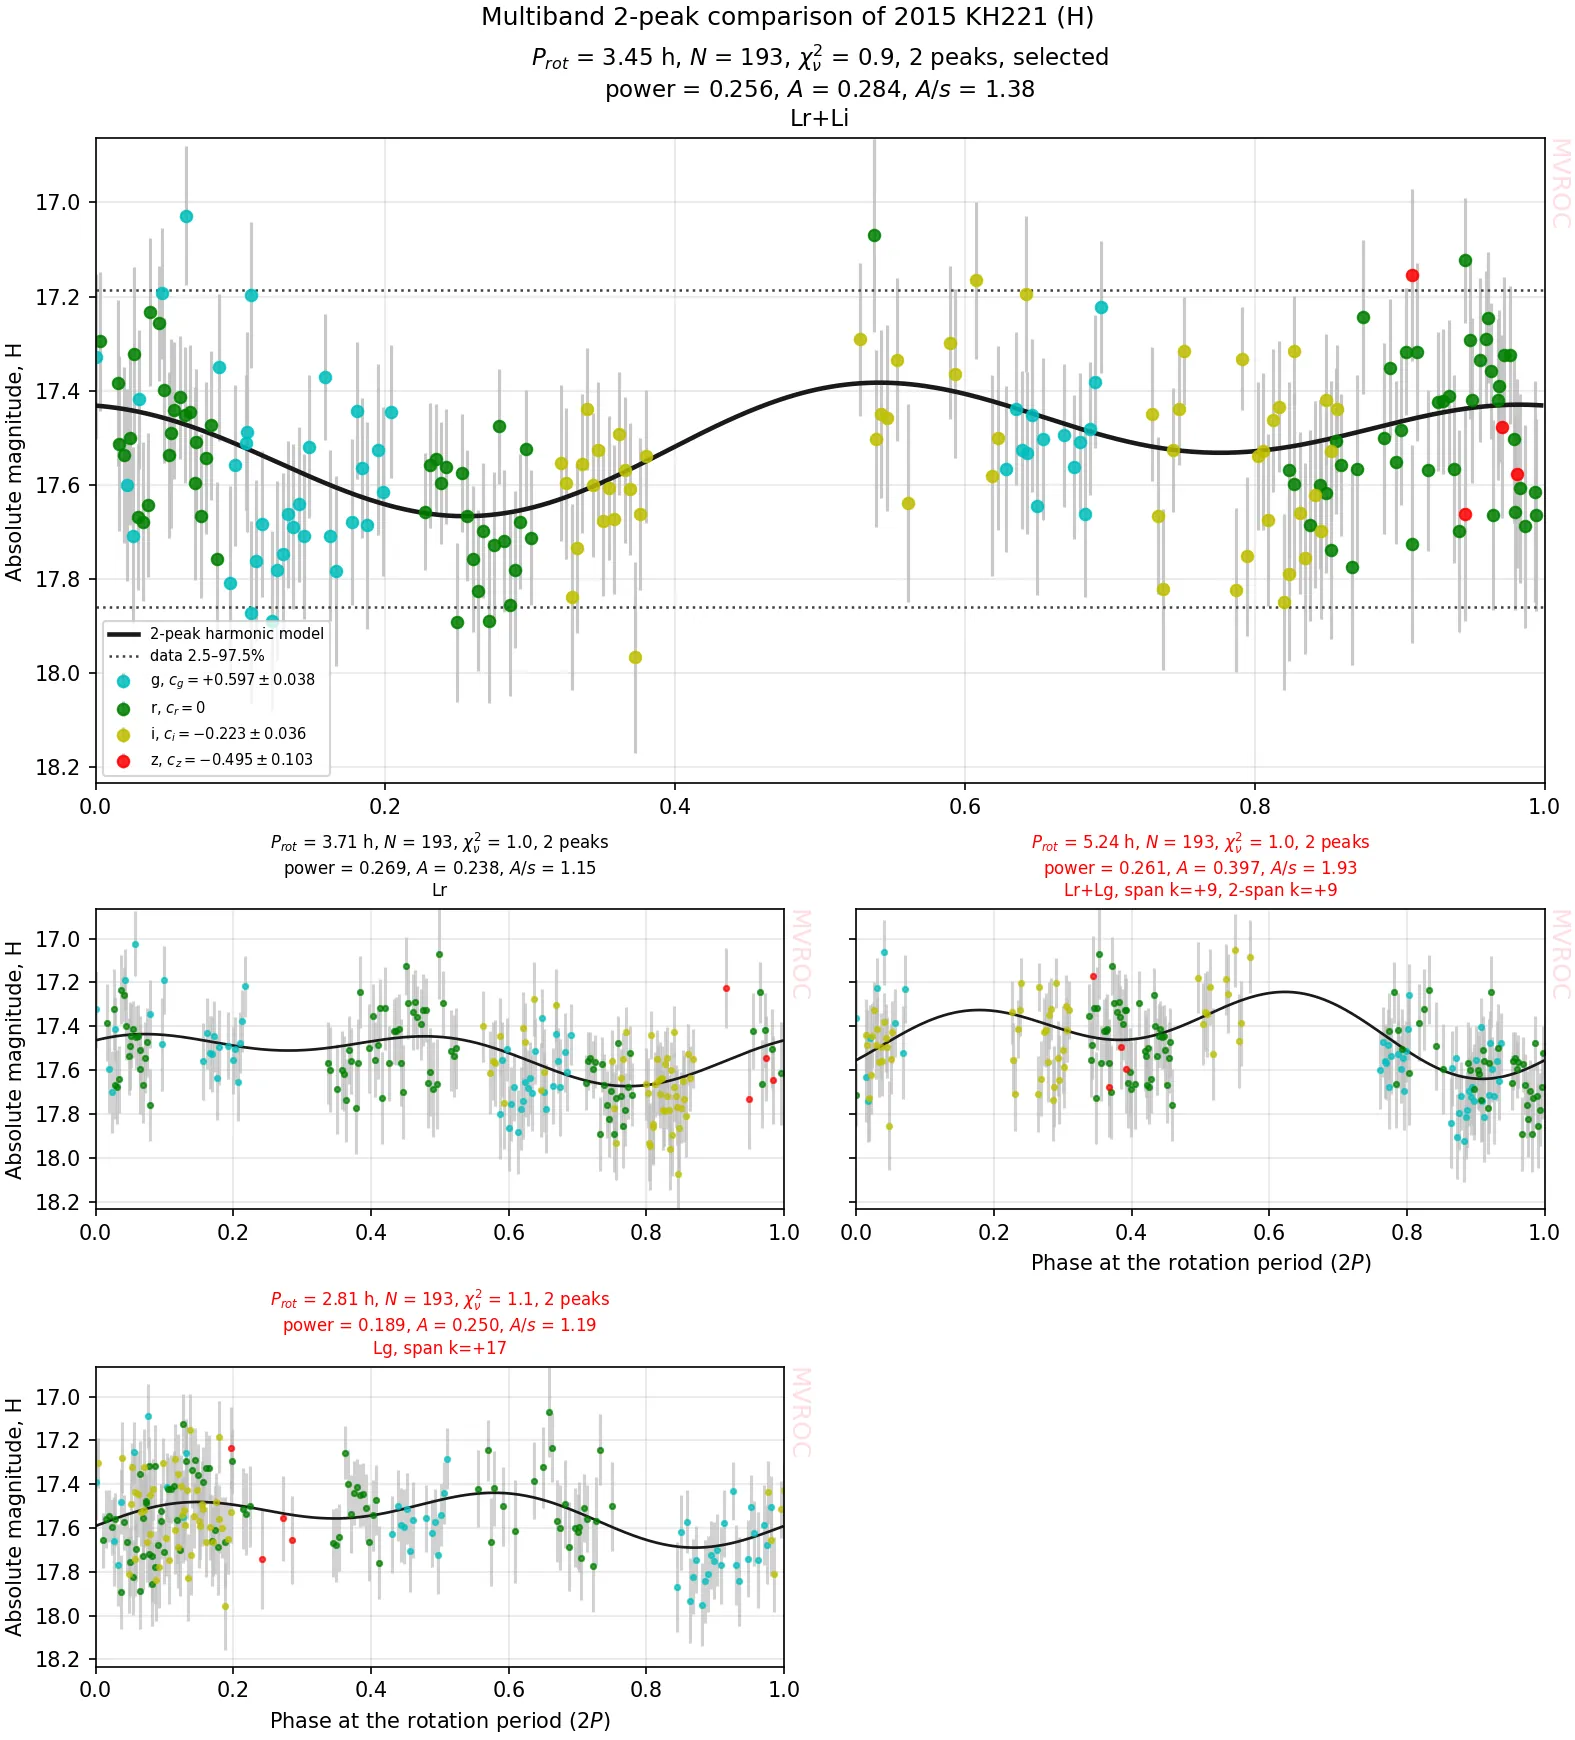 Multiband 2-peak comparison of 2015 KH221 (H)
P_rot = 3.45 h, N = 193, χ²_ν = 0.9, 2 peaks, selected
power = 0.256, A = 0.284, A/s = 1.38
Lr+Li
MVROC
Absolute magnitude, H
17.0
17.2
17.4
17.6
17.8
18.0
18.2
2-peak harmonic model
data 2.5–97.5%
g, c_g = +0.597 ± 0.038
r, c_r = 0
i, c_i = −0.223 ± 0.036
z, c_z = −0.495 ± 0.103
0.0 0.2 0.4 0.6 0.8 1.0
P_rot = 3.71 h, N = 193, χ²_ν = 1.0, 2 peaks
power = 0.269, A = 0.238, A/s = 1.15
Lr
MVROC
Absolute magnitude, H
17.0
17.2
17.4
17.6
17.8
18.0
18.2
0.0 0.2 0.4 0.6 0.8 1.0
P_rot = 5.24 h, N = 193, χ²_ν = 1.0, 2 peaks
power = 0.261, A = 0.397, A/s = 1.93
Lr+Lg, span k=+9, 2-span k=+9
MVROC
0.0 0.2 0.4 0.6 0.8 1.0
Phase at the rotation period (2P)
P_rot = 2.81 h, N = 193, χ²_ν = 1.1, 2 peaks
power = 0.189, A = 0.250, A/s = 1.19
Lg, span k=+17
MVROC
Absolute magnitude, H
17.0
17.2
17.4
17.6
17.8
18.0
18.2
0.0 0.2 0.4 0.6 0.8 1.0
Phase at the rotation period (2P)